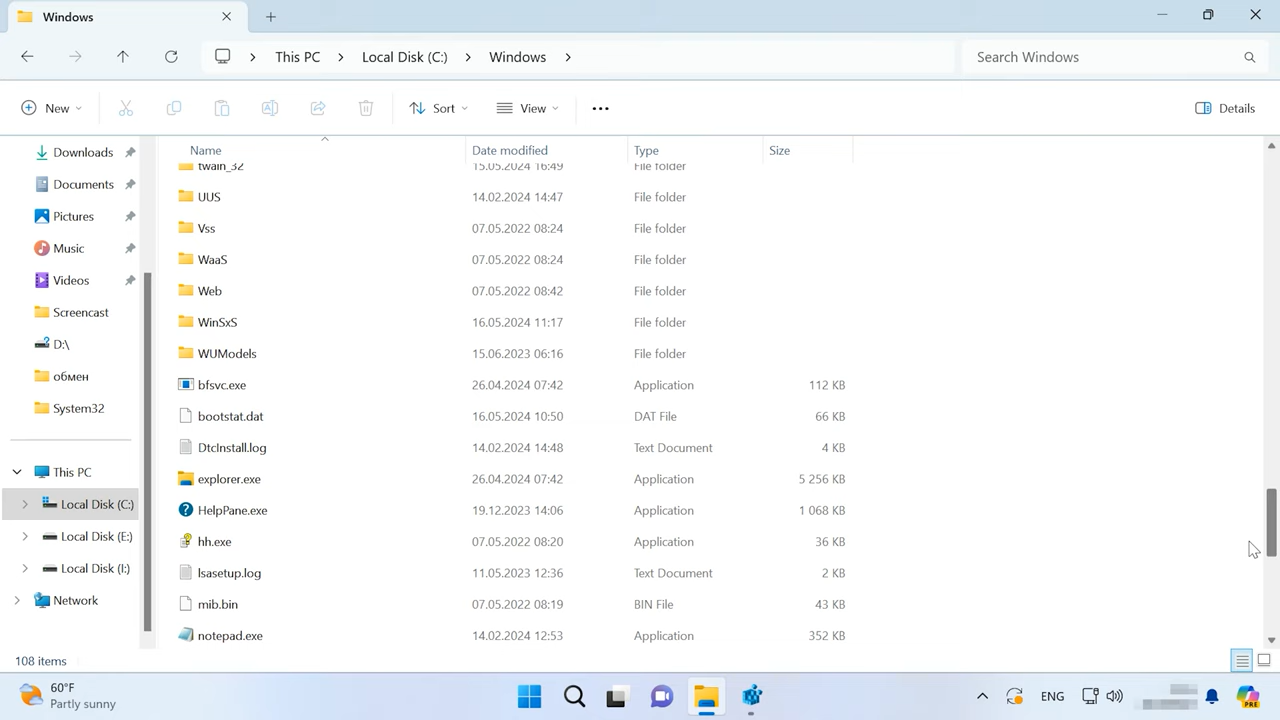 Windows
This PC Local Disk (C:) Windows
Search Windows
New Sort View Details
Name Date modified Type Size
Downloads
Documents
Pictures
Music
Videos
Screencast
D:\
обмен
System32
This PC
Local Disk (C:)
Local Disk (E:)
Local Disk (I:)
Network
twain_32 15.05.2024 16:49 File folder
UUS 14.02.2024 14:47 File folder
Vss 07.05.2022 08:24 File folder
WaaS 07.05.2022 08:24 File folder
Web 07.05.2022 08:42 File folder
WinSxS 16.05.2024 11:17 File folder
WUModels 15.06.2023 06:16 File folder
bfsvc.exe 26.04.2024 07:42 Application 112 KB
bootstat.dat 16.05.2024 10:50 DAT File 66 KB
DtcInstall.log 14.02.2024 14:48 Text Document 4 KB
explorer.exe 26.04.2024 07:42 Application 5 256 KB
HelpPane.exe 19.12.2023 14:06 Application 1 068 KB
hh.exe 07.05.2022 08:20 Application 36 KB
lsasetup.log 11.05.2023 12:36 Text Document 2 KB
mib.bin 07.05.2022 08:19 BIN File 43 KB
notepad.exe 14.02.2024 12:53 Application 352 KB
108 items
60°F
Partly sunny
ENG
PRE